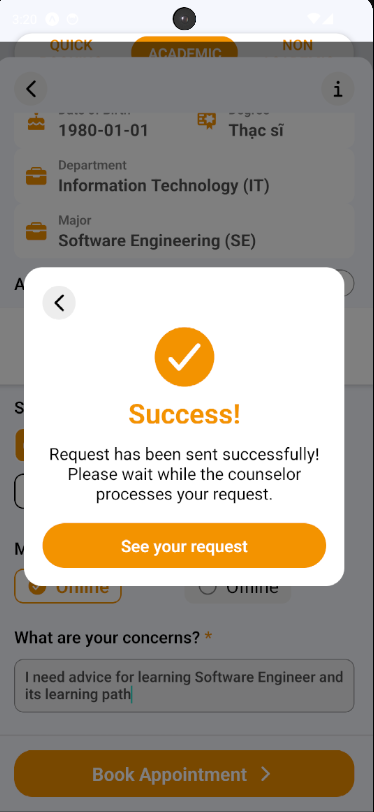 5:20
QUICK
ACADEMIC
NON
Date of Birth
Degree
1980-01-01
Thạc sĩ
Department
Information Technology (IT)
Major
Software Engineering (SE)
A
Success!
Request has been sent successfully!
Please wait while the counselor
processes your request.
See your request
S
M
Online
Offline
What are your concerns? *
I need advice for learning Software Engineer and
its learning path
Book Appointment